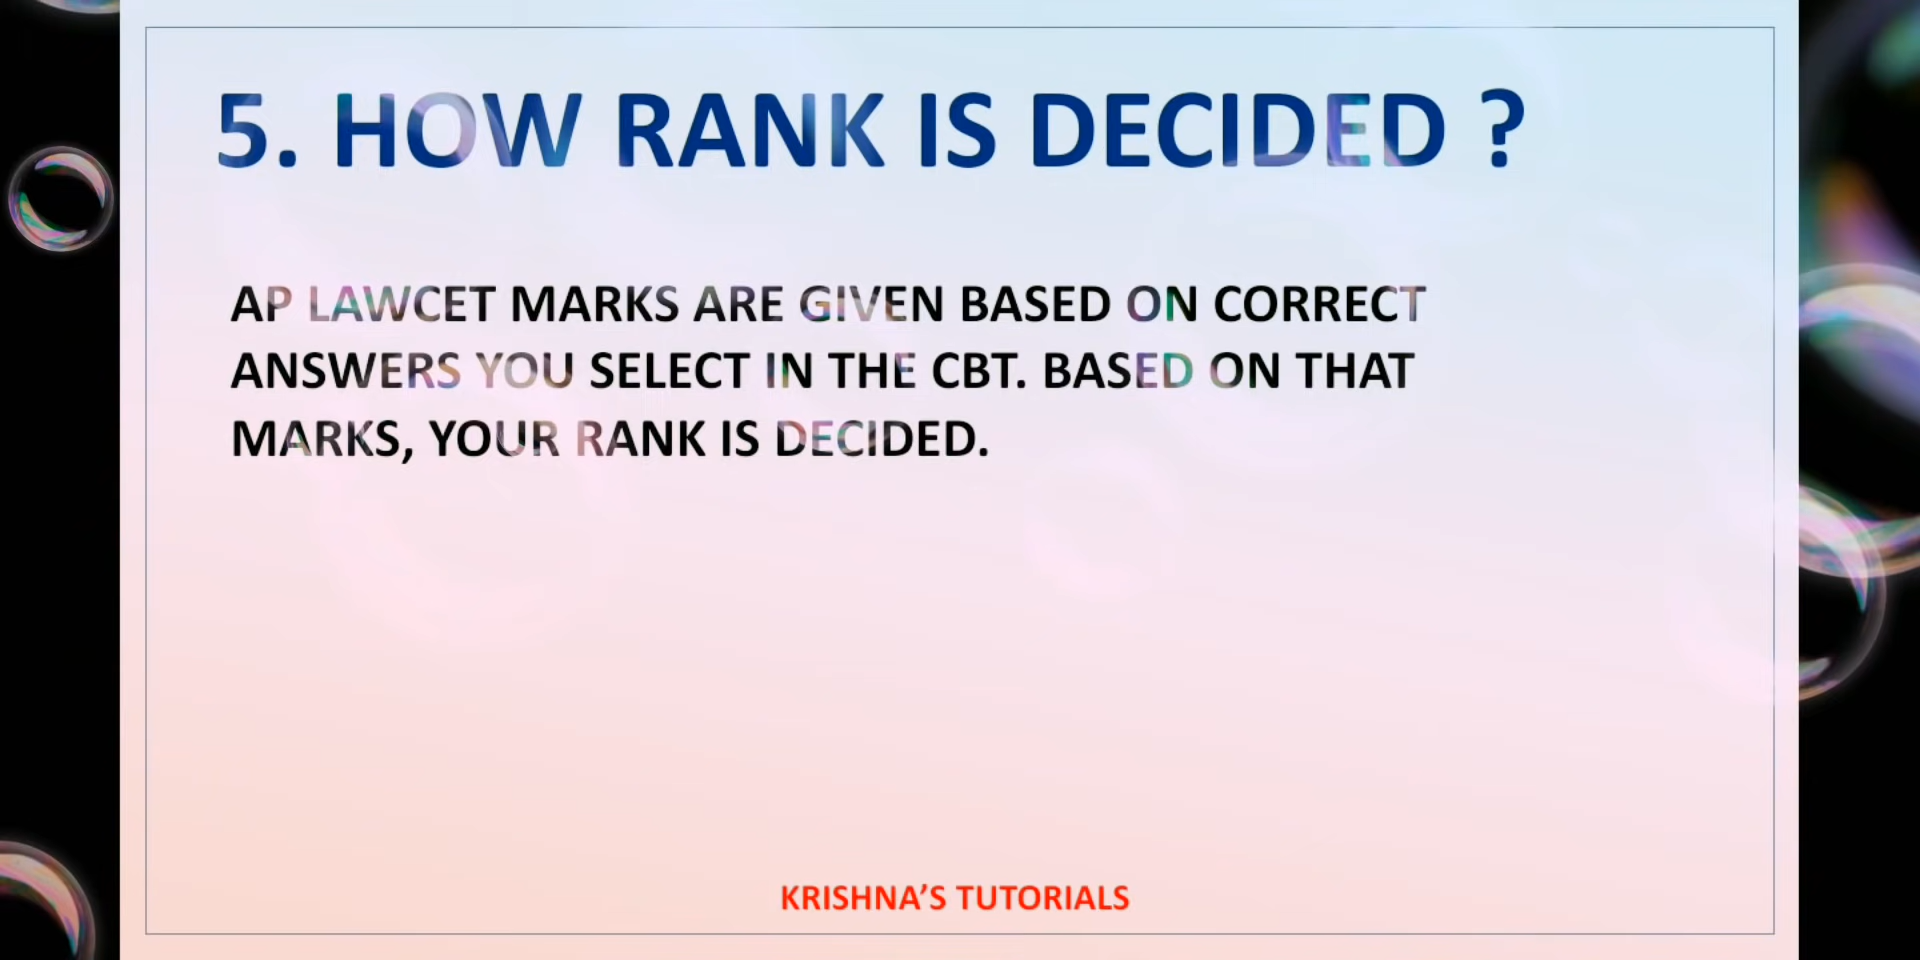 5. HOW RANK IS DECIDED ?
AP LAWCET MARKS ARE GIVEN BASED ON CORRECT
ANSWERS YOU SELECT IN THE CBT. BASED ON THAT
MARKS, YOUR RANK IS DECIDED.
KRISHNA’S TUTORIALS